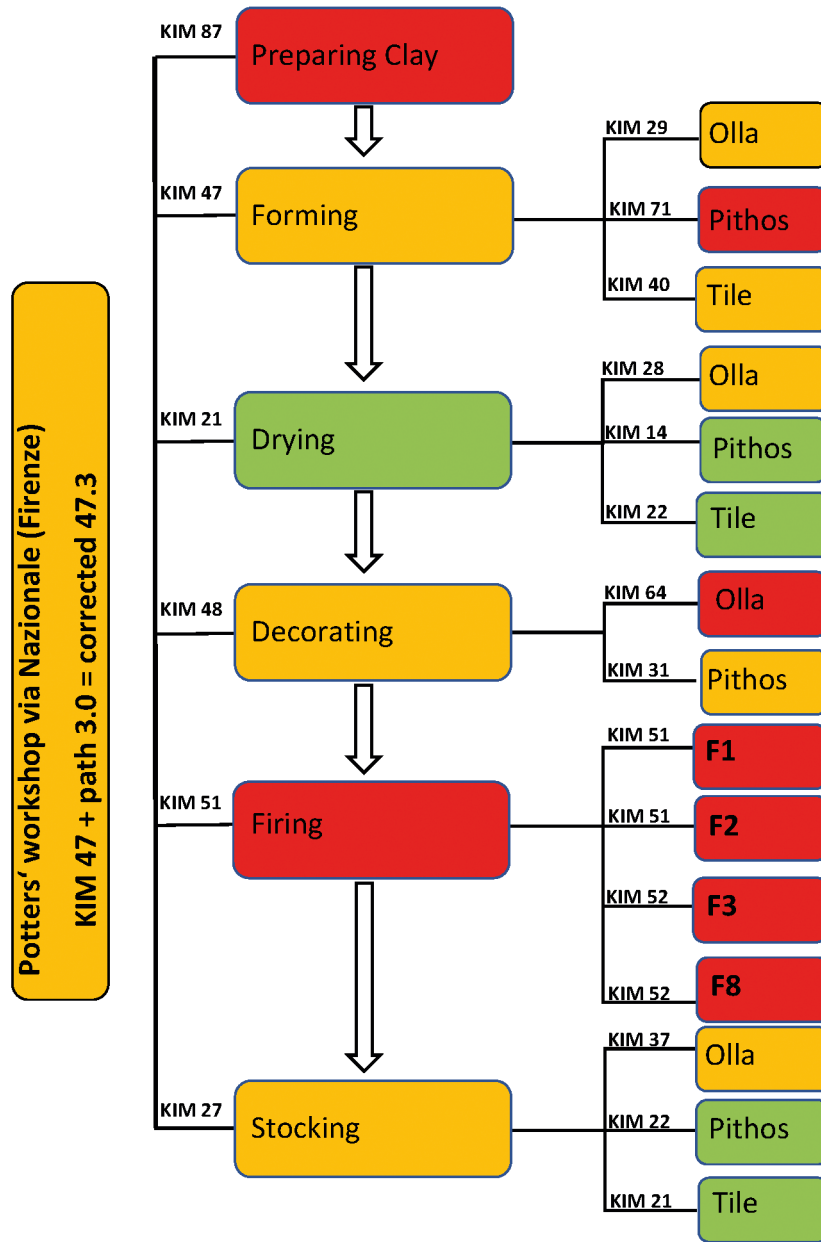 Potters‘ workshop via Nazionale (Firenze)
KIM 47 + path 3.0 = corrected 47.3
KIM 87
Preparing Clay
KIM 47
Forming
KIM 29
Olla
KIM 71
Pithos
KIM 40
Tile
KIM 21
Drying
KIM 28
Olla
KIM 14
Pithos
KIM 22
Tile
KIM 48
Decorating
KIM 64
Olla
KIM 31
Pithos
KIM 51
Firing
KIM 51
F1
KIM 51
F2
KIM 52
F3
KIM 52
F8
KIM 27
Stocking
KIM 37
Olla
KIM 22
Pithos
KIM 21
Tile